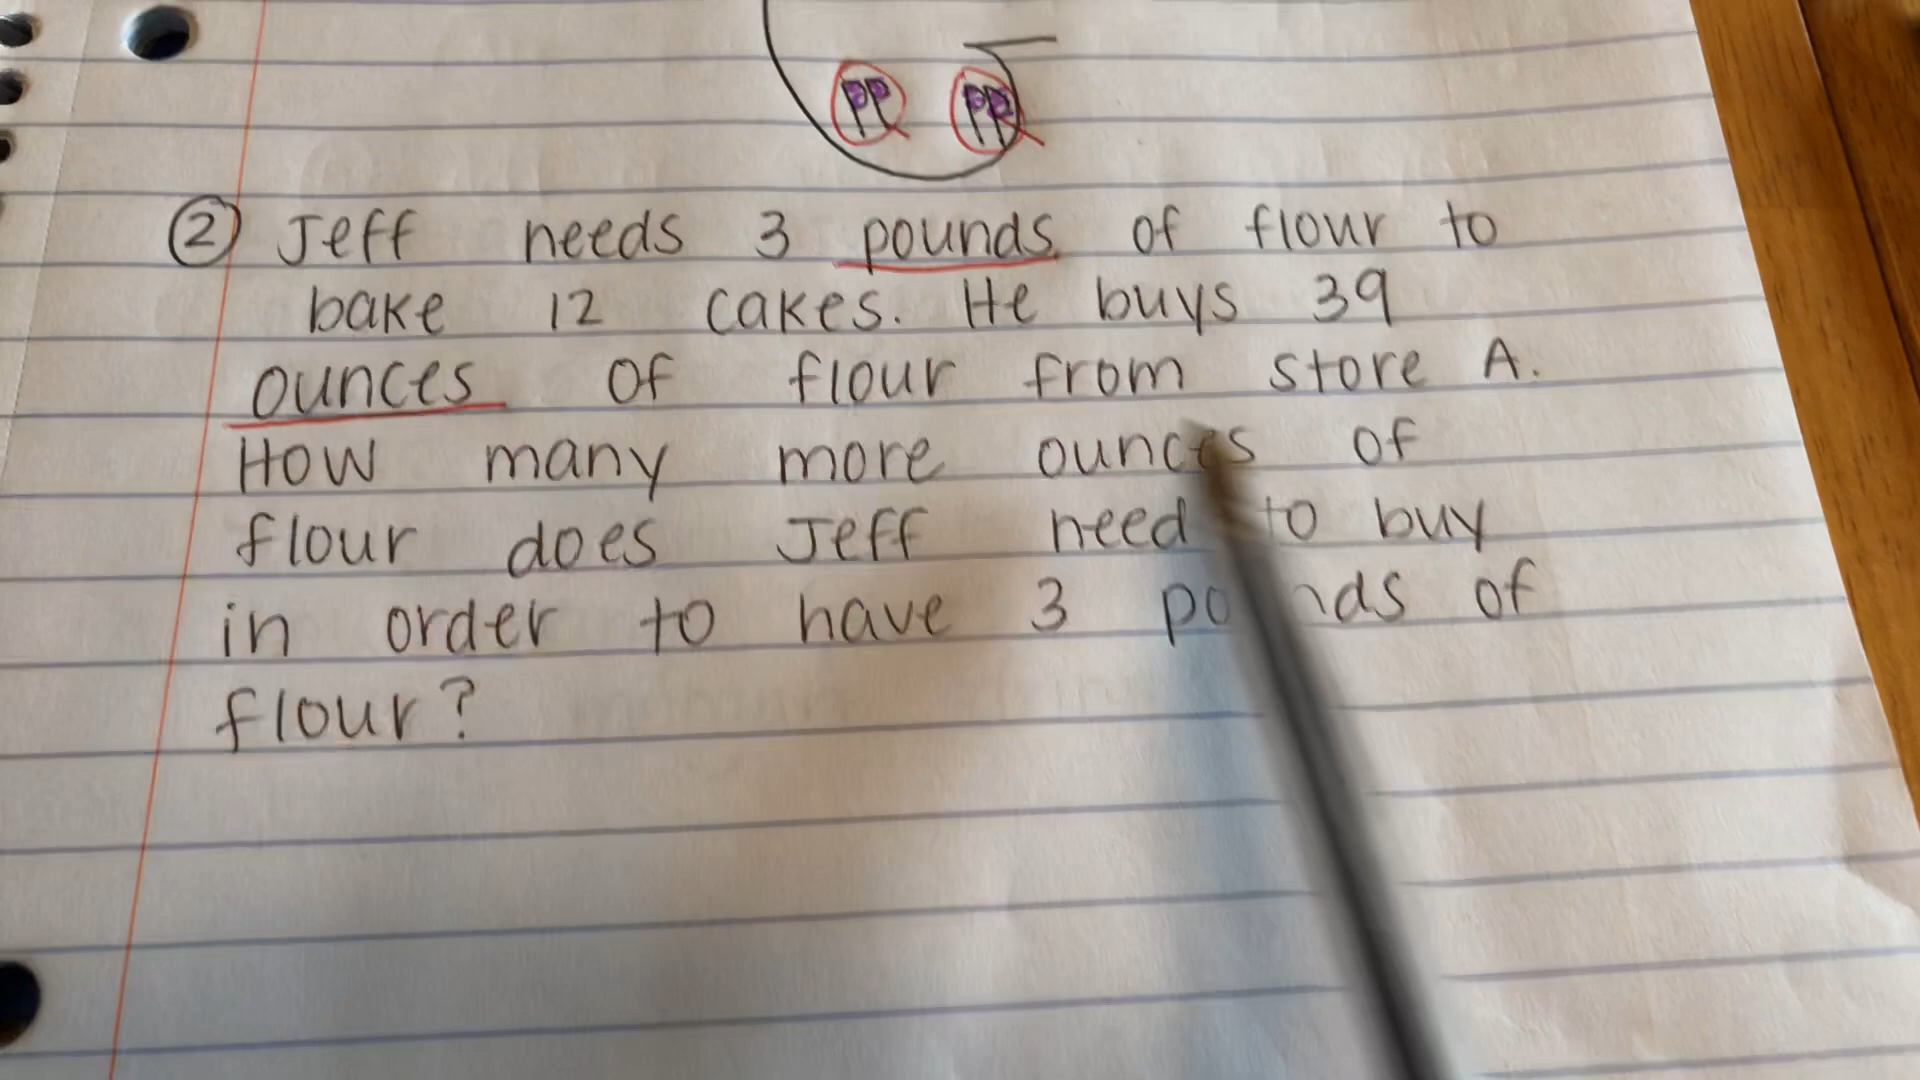 PP PP
② Jeff needs 3 pounds of flour to
bake 12 cakes. He buys 39
ounces of flour from store A.
How many more ounces of
flour does Jeff need to buy
in order to have 3 pounds of
flour?